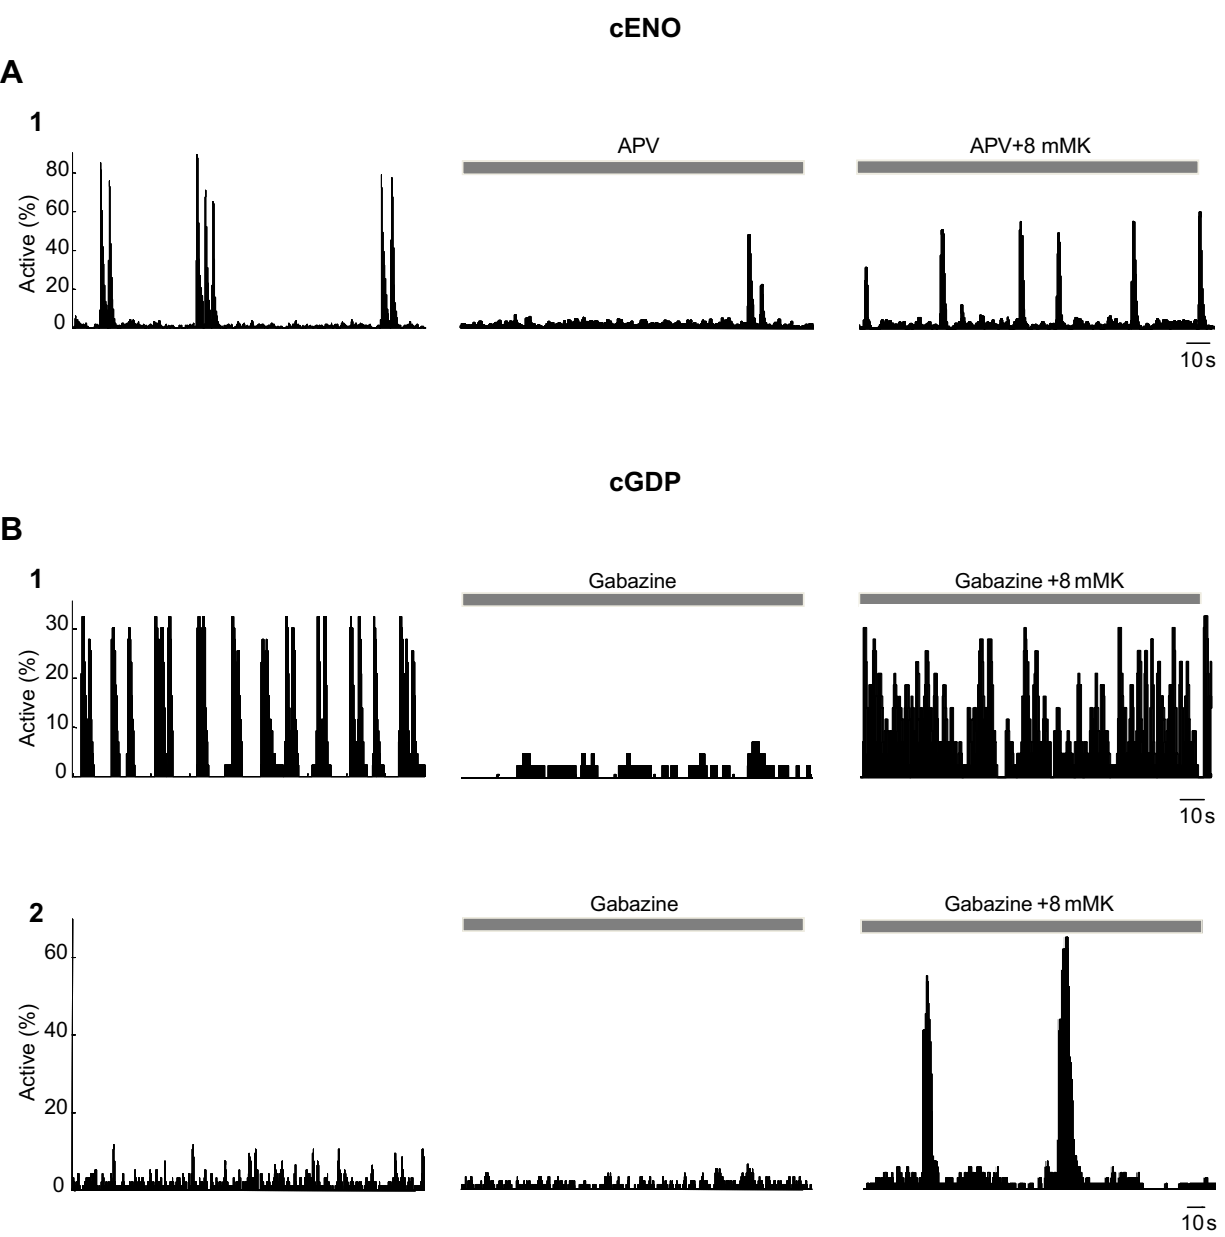 cENO
A
1
APV
APV+8 mMK
Active (%)
80
60
40
20
0
10 s
cGDP
B
1
Gabazine
Gabazine +8 mMK
Active (%)
30
20
10
0
10 s
2
Gabazine
Gabazine +8 mMK
Active (%)
60
40
20
0
10 s